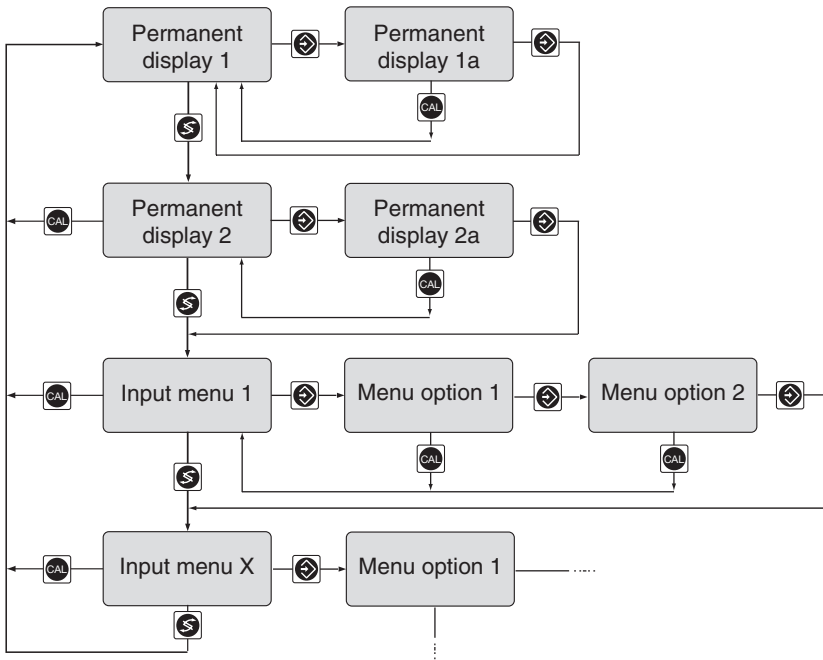 Permanent
display 1
Permanent
display 1a
CAL
Permanent
display 2
Permanent
display 2a
CAL
CAL
Input menu 1
Menu option 1
Menu option 2
CAL
CAL
CAL
Input menu X
Menu option 1
CAL